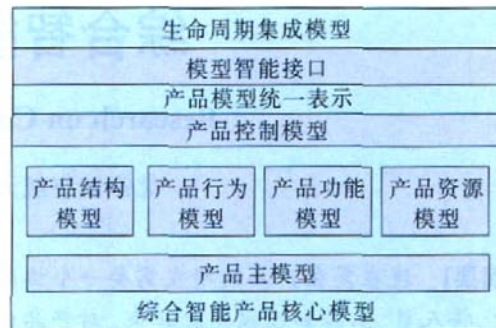 生命周期集成模型
模型智能接口
产品模型统一表示
产品控制模型
产品结构 产品行为 产品功能 产品资源
模型 模型 模型 模型
产品主模型
综合智能产品核心模型